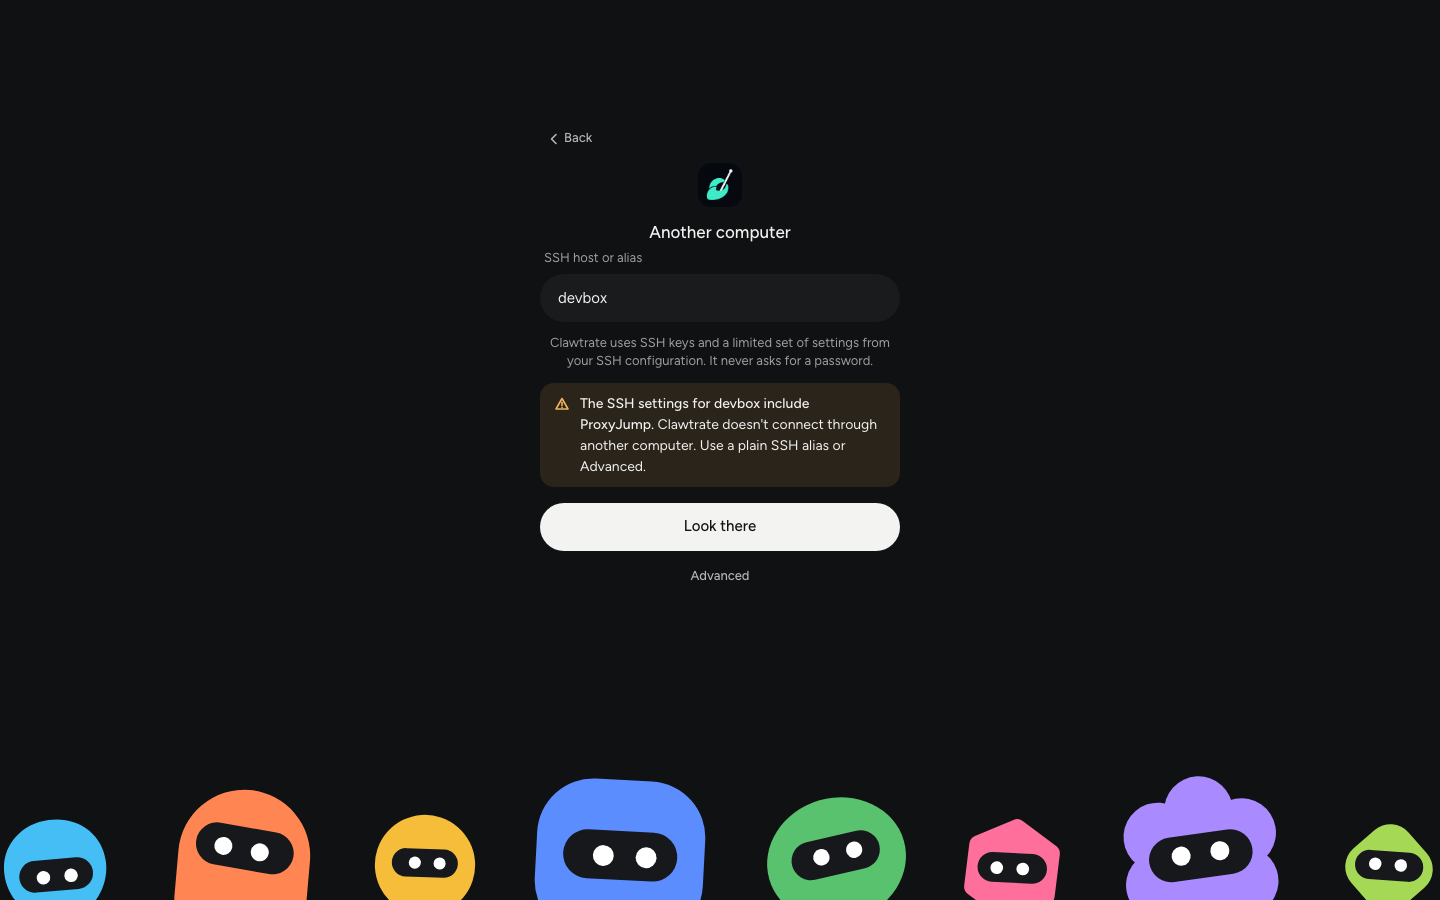 Back
Another computer
SSH host or alias
devbox
Clawtrate uses SSH keys and a limited set of settings from
your SSH configuration. It never asks for a password.
The SSH settings for devbox include
ProxyJump. Clawtrate doesn't connect through
another computer. Use a plain SSH alias or
Advanced.
Look there
Advanced